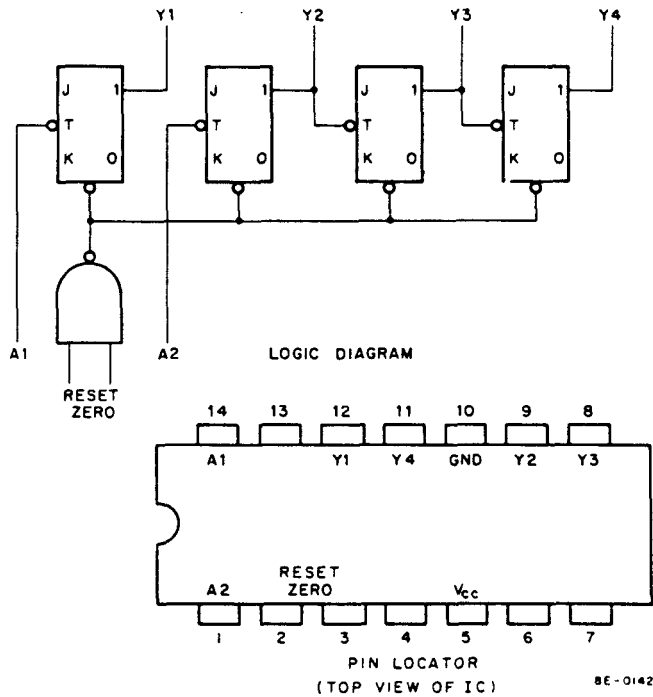 Y1 Y2 Y3 Y4
J 1 J 1 J 1 J 1
T T T T
K 0 K 0 K 0 K 0
A1 A2 LOGIC DIAGRAM
RESET
ZERO
14 13 12 11 10 9 8
A1 Y1 Y4 GND Y2 Y3
RESET
A2 ZERO VCC
1 2 3 4 5 6 7
PIN LOCATOR
(TOP VIEW OF IC)
8E-0142